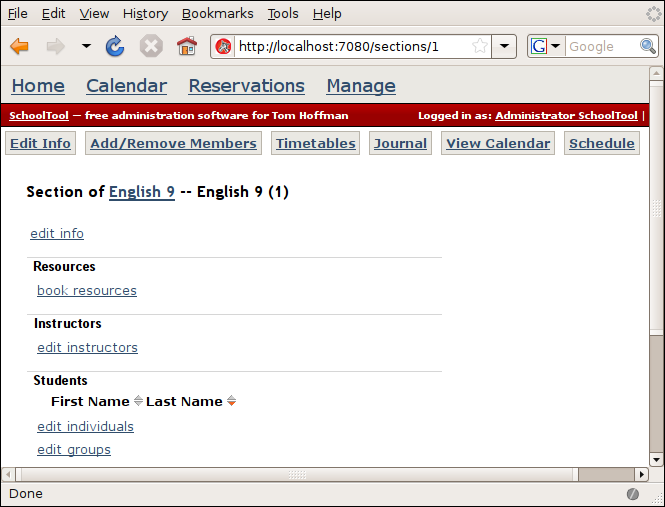 File Edit View History Bookmarks Tools Help
http://localhost:7080/sections/1 G Google
Home Calendar Reservations Manage
SchoolTool — free administration software for Tom Hoffman Logged in as: Administrator SchoolTool |
Edit Info Add/Remove Members Timetables Journal View Calendar Schedule
Section of English 9 -- English 9 (1)
edit info
Resources
book resources
Instructors
edit instructors
Students
First Name Last Name
edit individuals
edit groups
Done